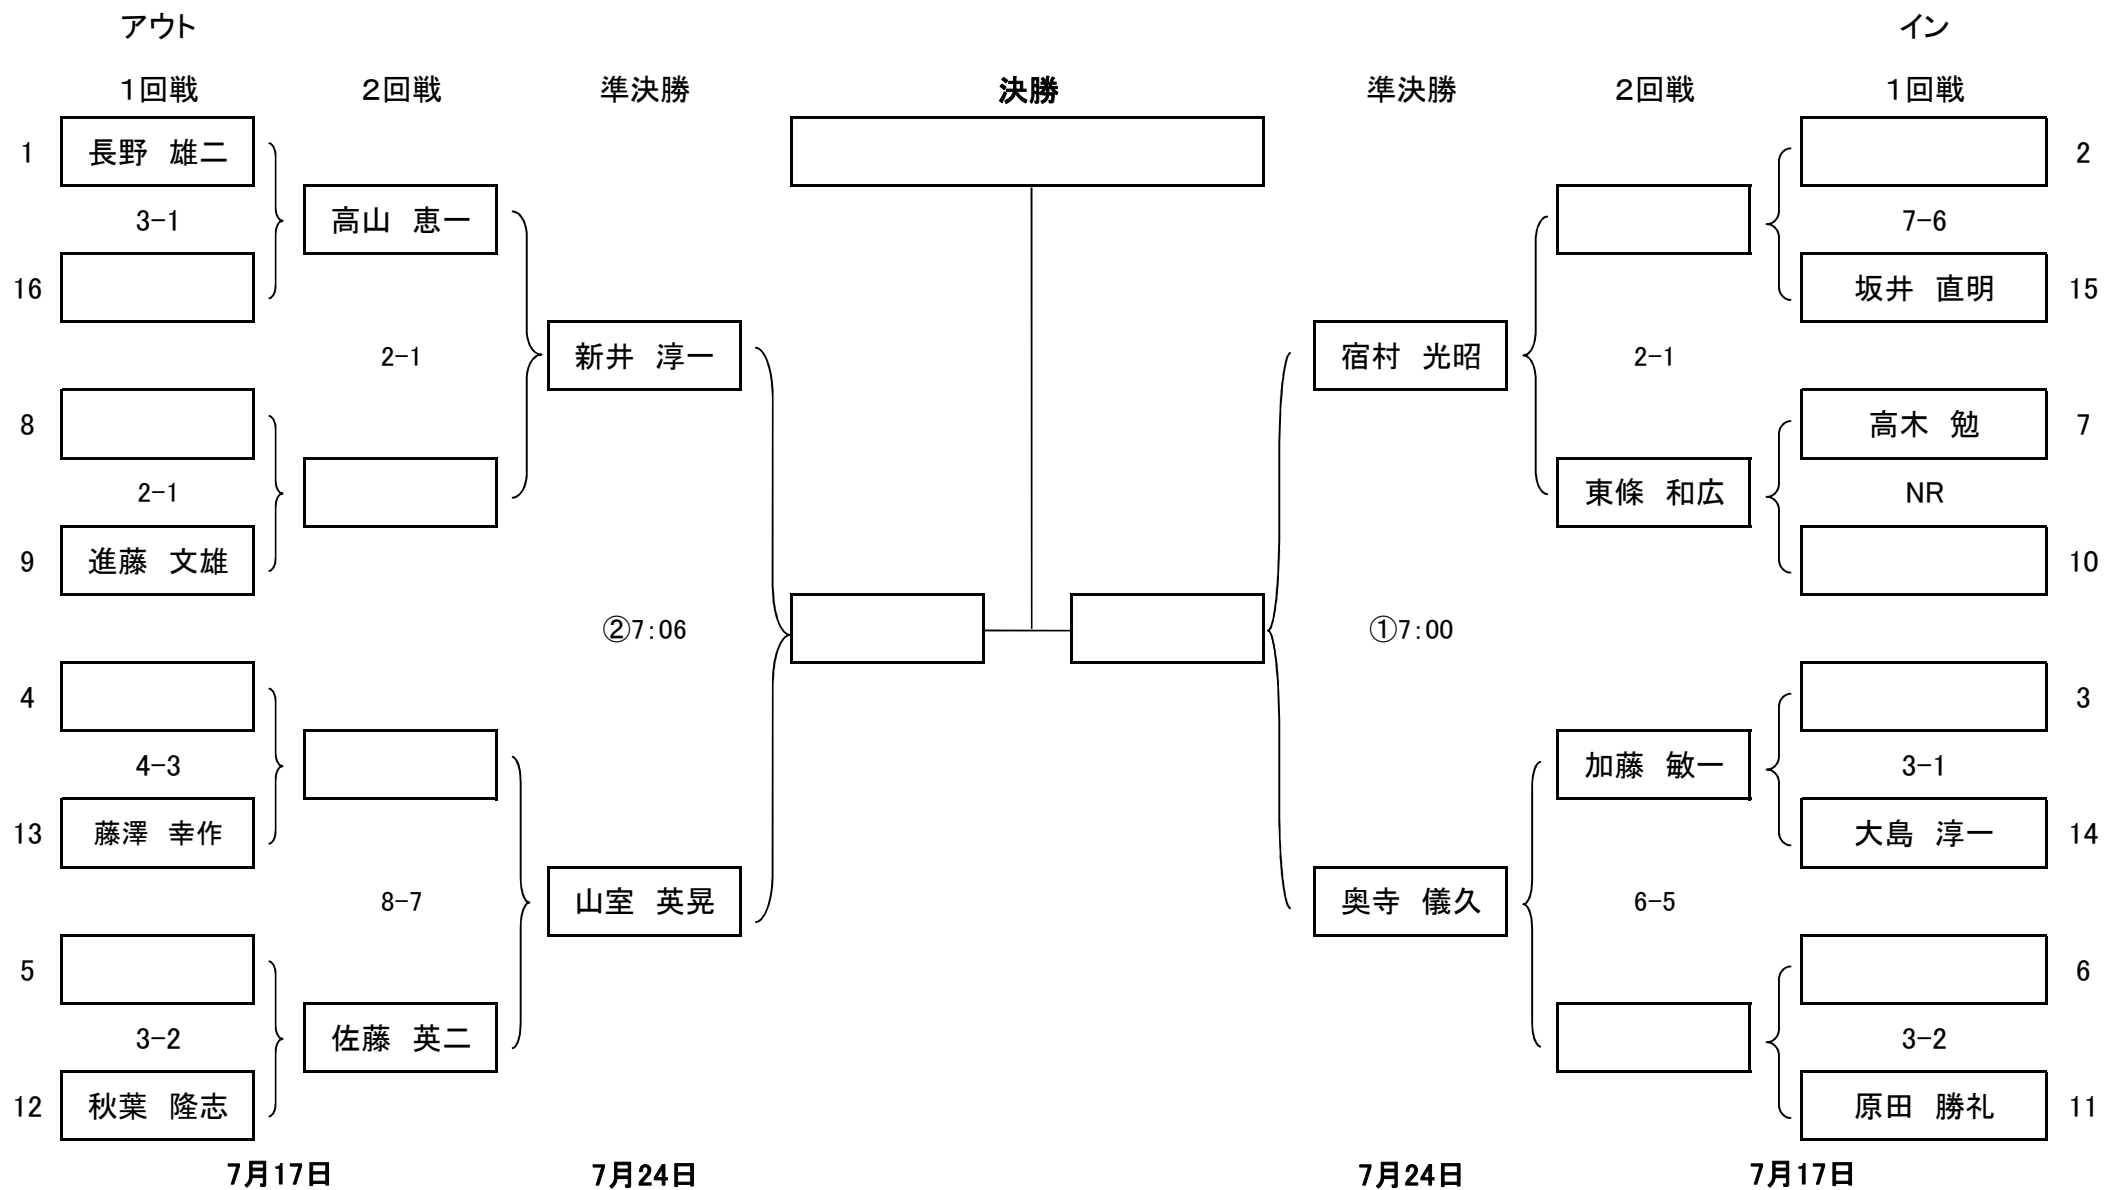 アウト イン
1回戦 2回戦 準決勝 決勝 準決勝 2回戦 1回戦
1 長野 雄二 2
3-1 高山 恵一 7-6
16 坂井 直明 15
2-1 新井 淳一 宿村 光昭 2-1
8 高木 勉 7
2-1 東條 和広 NR
9 進藤 文雄 10
②7:06 ①7:00
4 3
4-3 加藤 敏一 3-1
13 藤澤 幸作 大島 淳一 14
8-7 山室 英晃 奥寺 儀久 6-5
5 6
3-2 佐藤 英二 3-2
12 秋葉 隆志 原田 勝礼 11
7月17日 7月24日 7月24日 7月17日